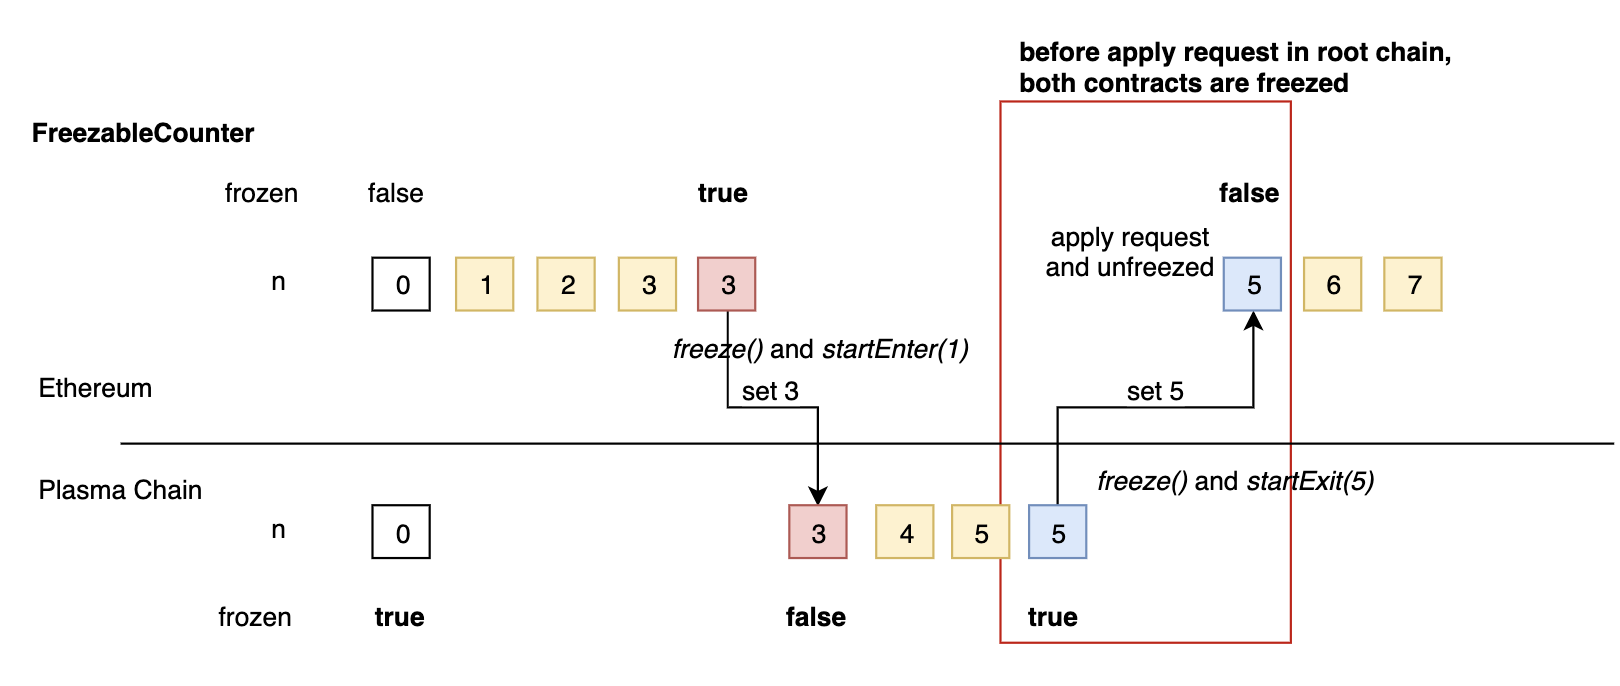 before apply request in root chain,
both contracts are freezed
FreezableCounter
frozen false true false
apply request
and unfreezed
n 0 1 2 3 3 5 6 7
freeze() and startEnter(1)
Ethereum set 3 set 5
Plasma Chain freeze() and startExit(5)
n 0 3 4 5 5
frozen true false true